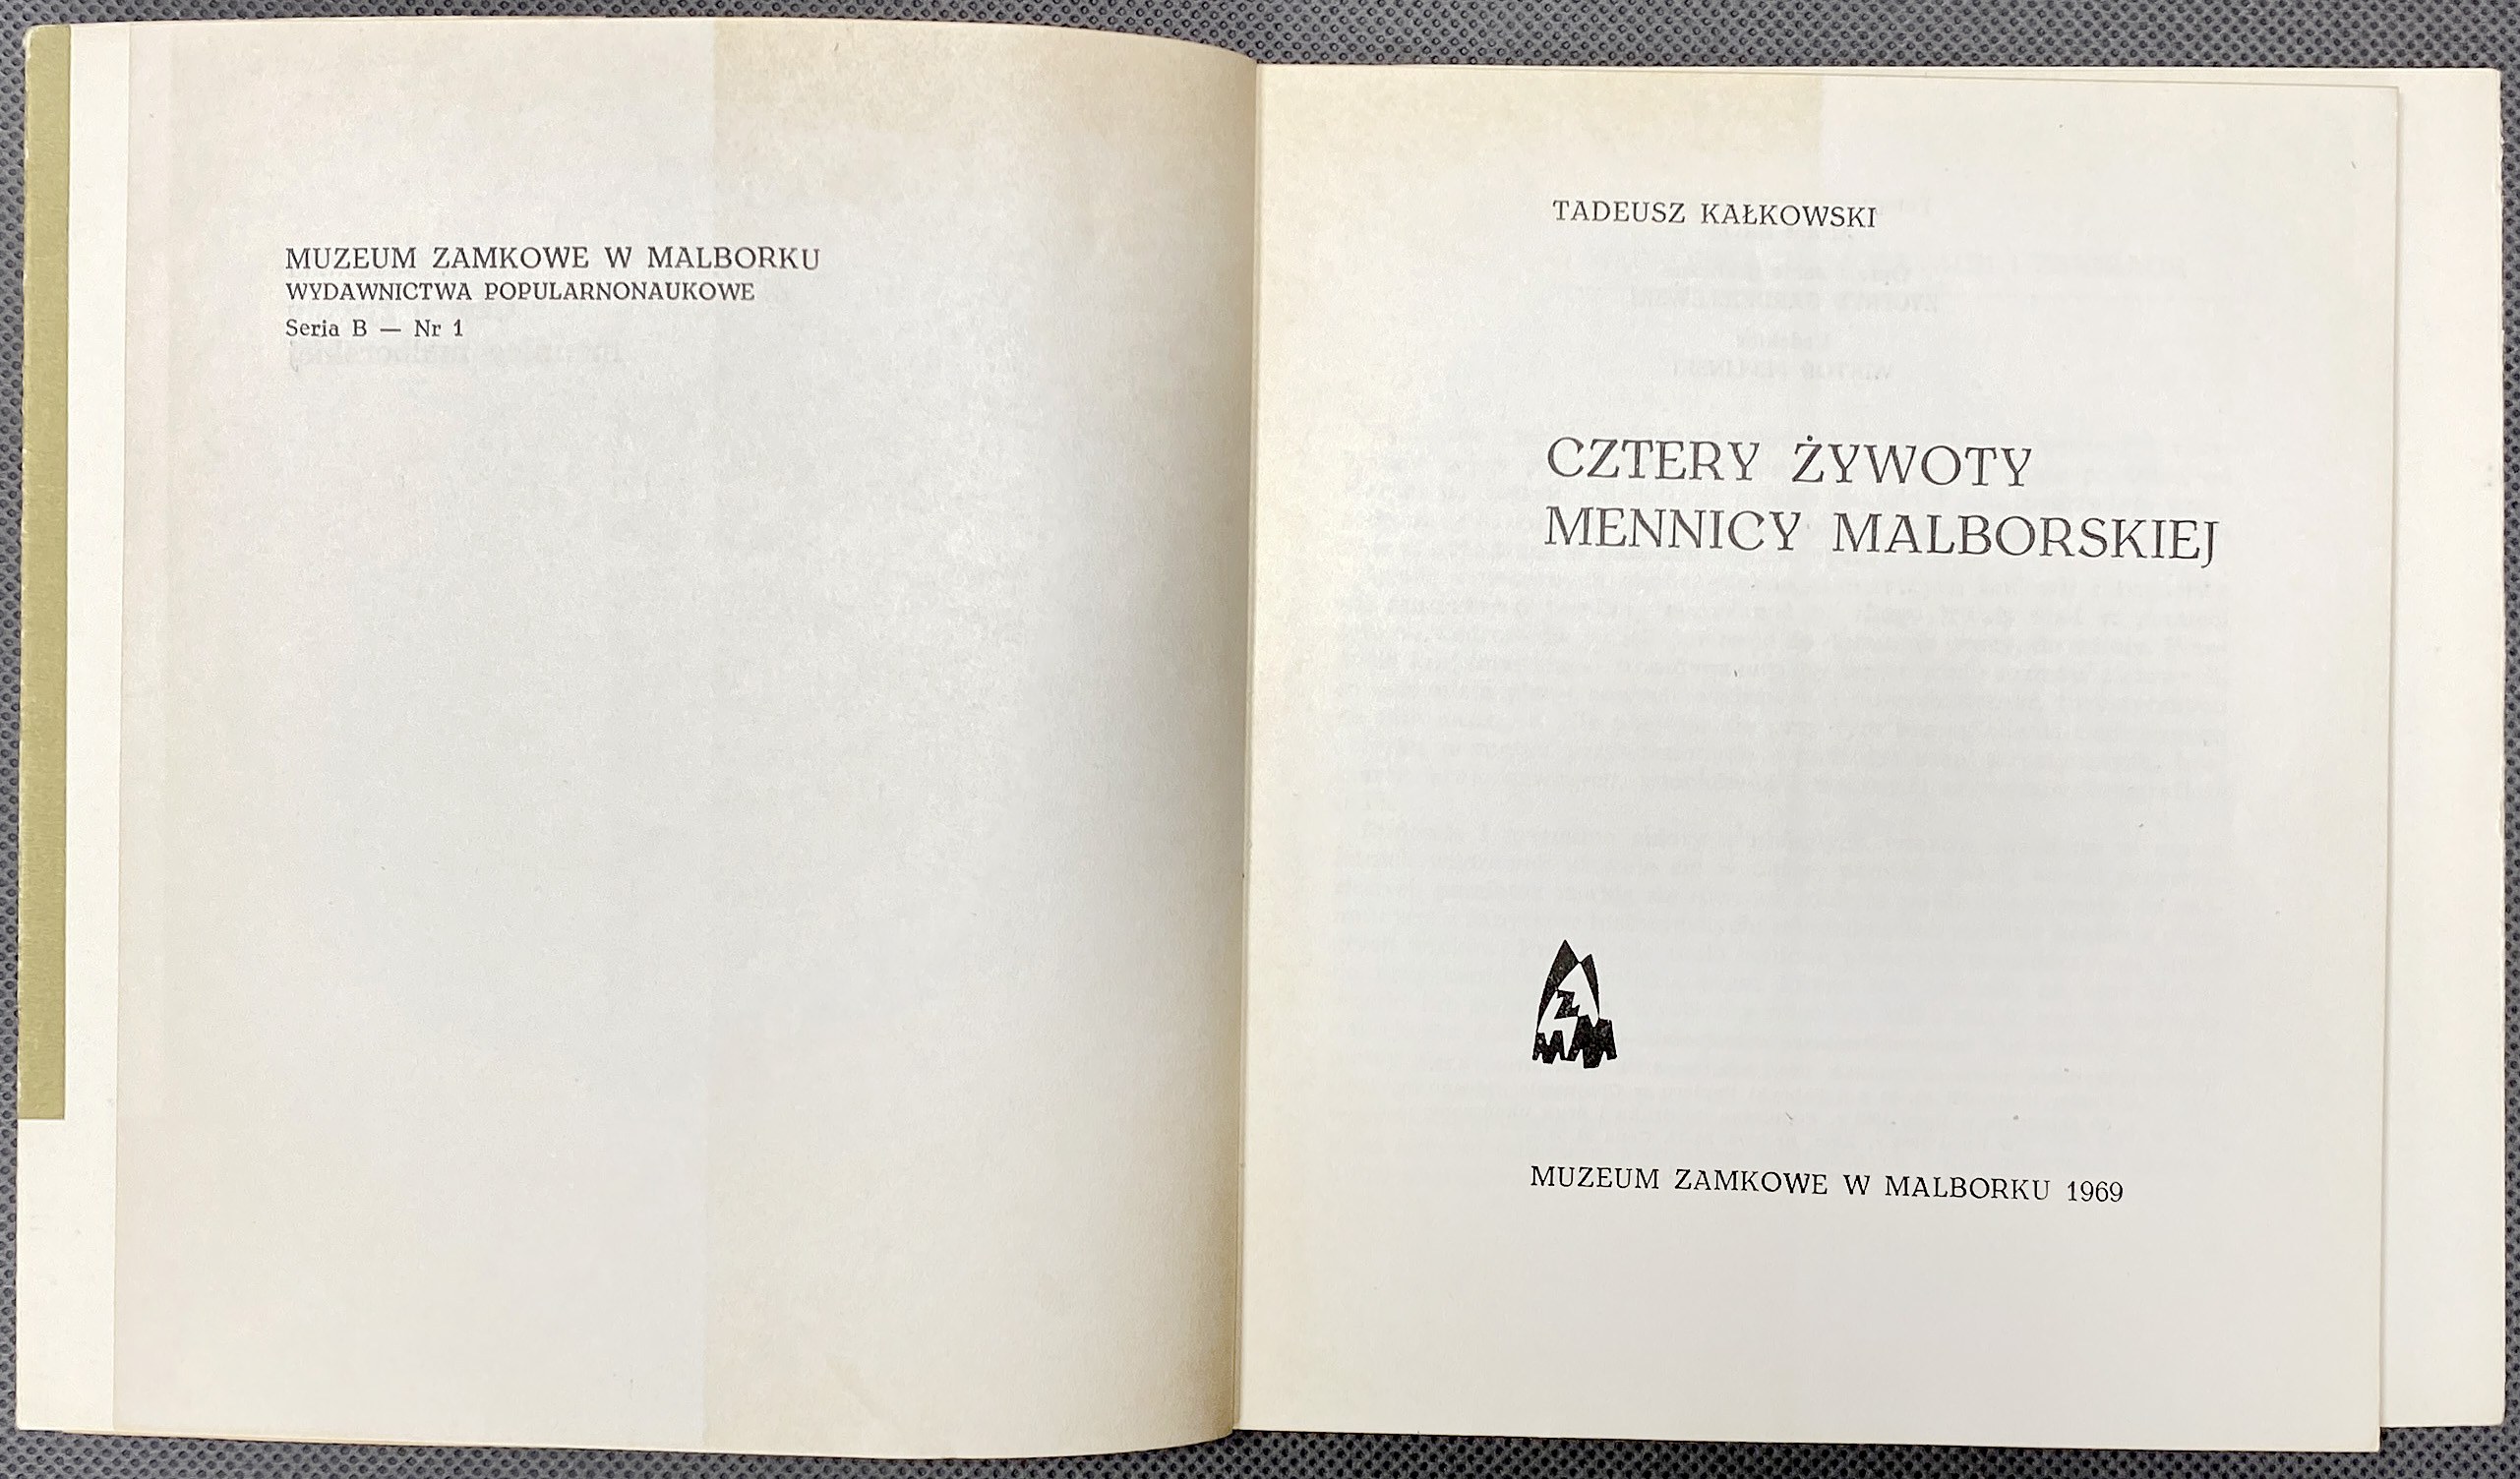 MUZEUM ZAMKOWE W MALBORKU
WYDAWNICTWA POPULARNONAUKOWE
Seria B — Nr 1
TADEUSZ KAŁKOWSKI
CZTERY ŻYWOTY
MENNICY MALBORSKIEJ
MUZEUM ZAMKOWE W MALBORKU 1969